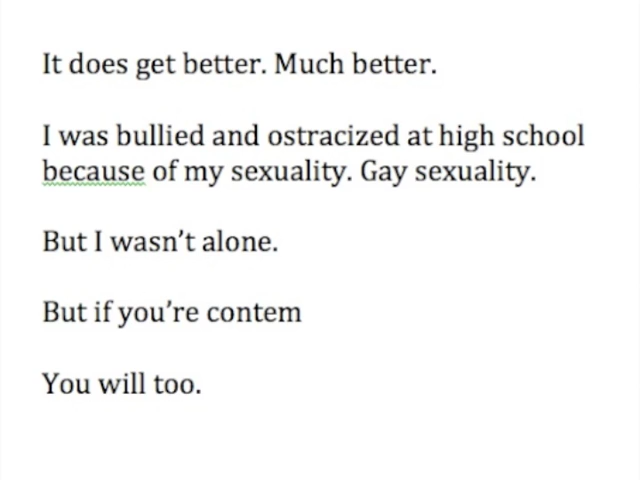 It does get better. Much better.
I was bullied and ostracized at high school
because of my sexuality. Gay sexuality.
But I wasn’t alone.
But if you’re contem
You will too.